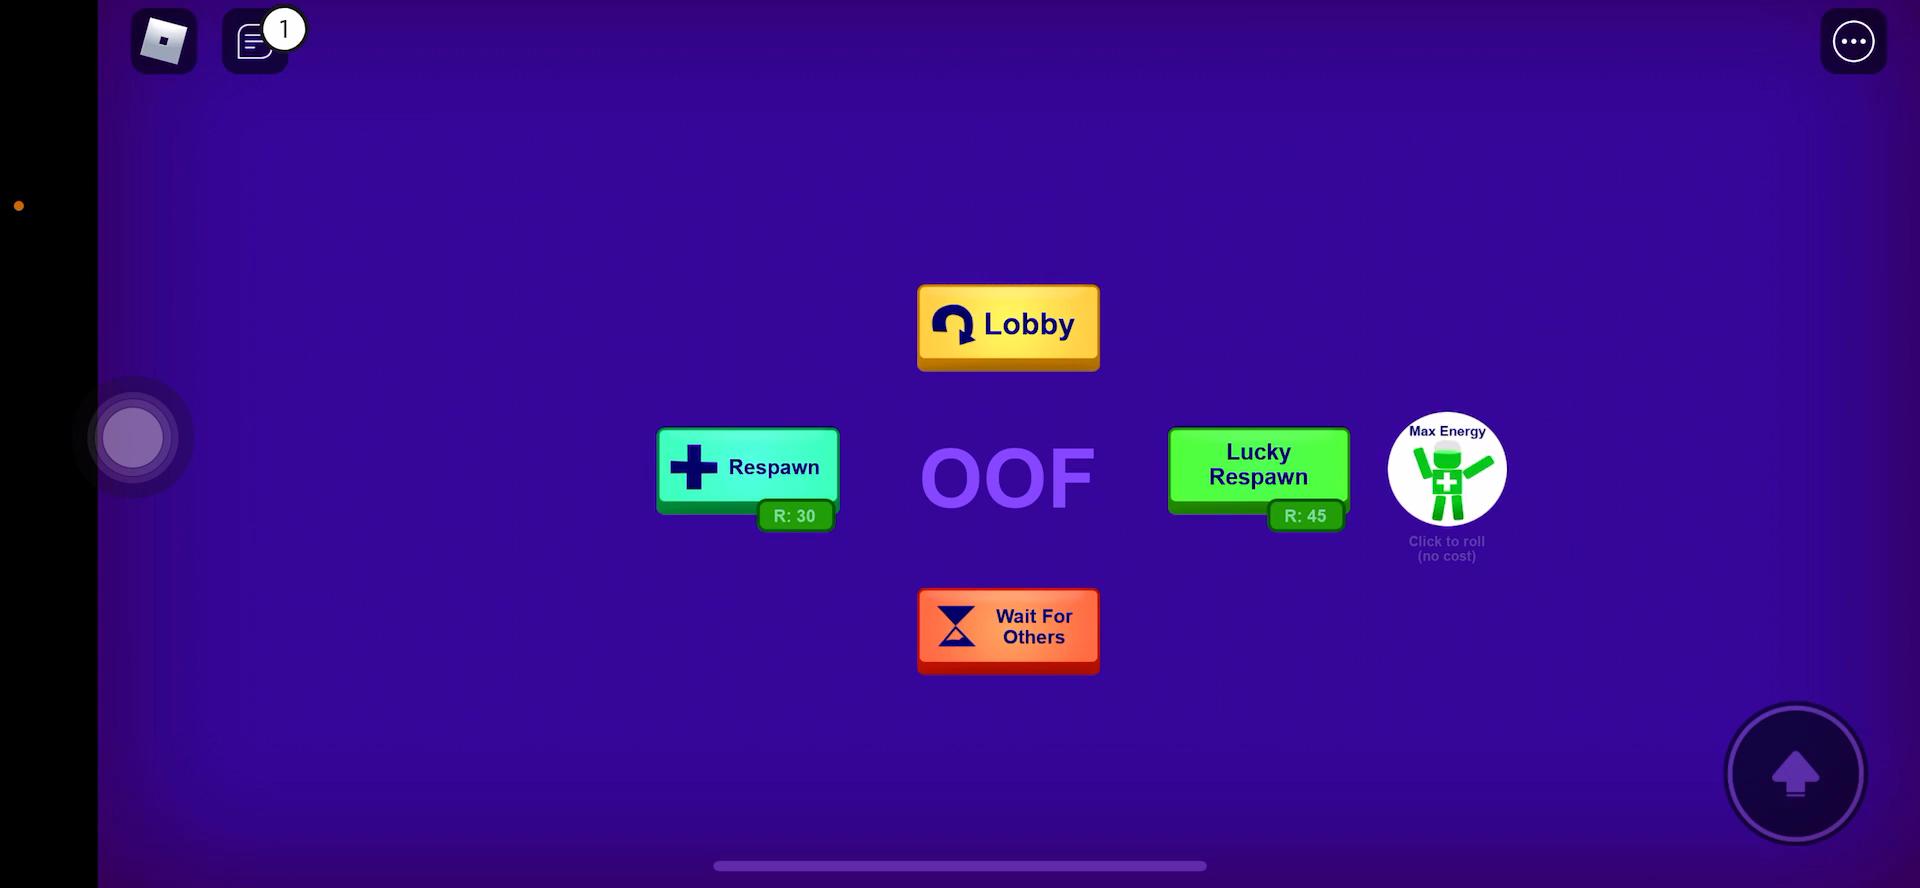 1
Lobby
Respawn
R: 30
OOF
Lucky
Respawn
R: 45
Max Energy
Click to roll
(no cost)
Wait For
Others